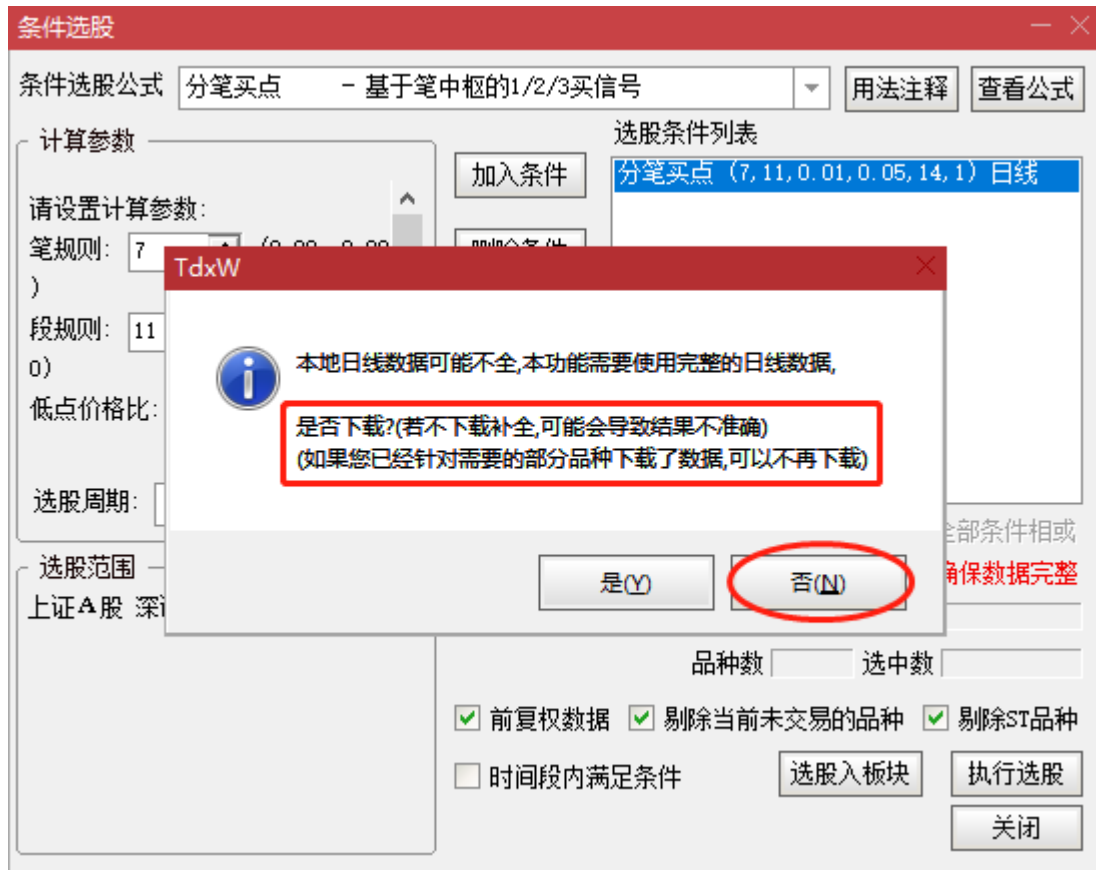 条件选股
条件选股公式 分笔买点 - 基于笔中枢的1/2/3买信号 用法注释 查看公式
计算参数
选股条件列表
加入条件
分笔买点 (7,11,0.01,0.05,14,1) 日线
请设置计算参数:
笔规则: 7
)
TdxW
段规则: 11
0)
低点价格比:
本地日线数据可能不全,本功能需要使用完整的日线数据,
是否下载?(若不下载补全,可能会导致结果不准确)
(如果您已经针对需要的部分品种下载了数据,可以不再下载)
选股周期:
全部条件相或
是(Y) 否(N)
选股范围
确保数据完整
上证A股 深证
品种数 选中数
前复权数据 剔除当前未交易的品种 剔除ST品种
时间段内满足条件 选股入板块 执行选股
关闭